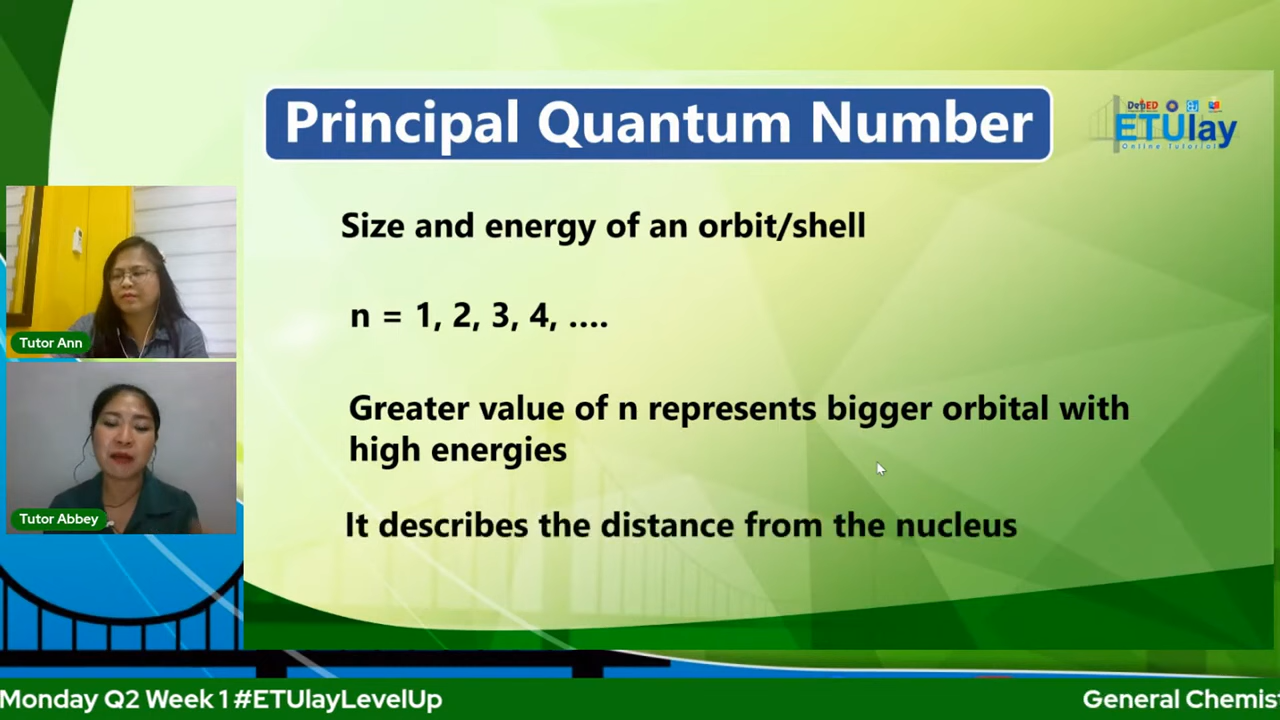 Principal Quantum Number
DepED
ETUlay
Online Tutorial
Size and energy of an orbit/shell
n = 1, 2, 3, 4, ....
Greater value of n represents bigger orbital with
high energies
It describes the distance from the nucleus
Tutor Ann
Tutor Abbey
Monday Q2 Week 1 #ETUlayLevelUp
General Chemis